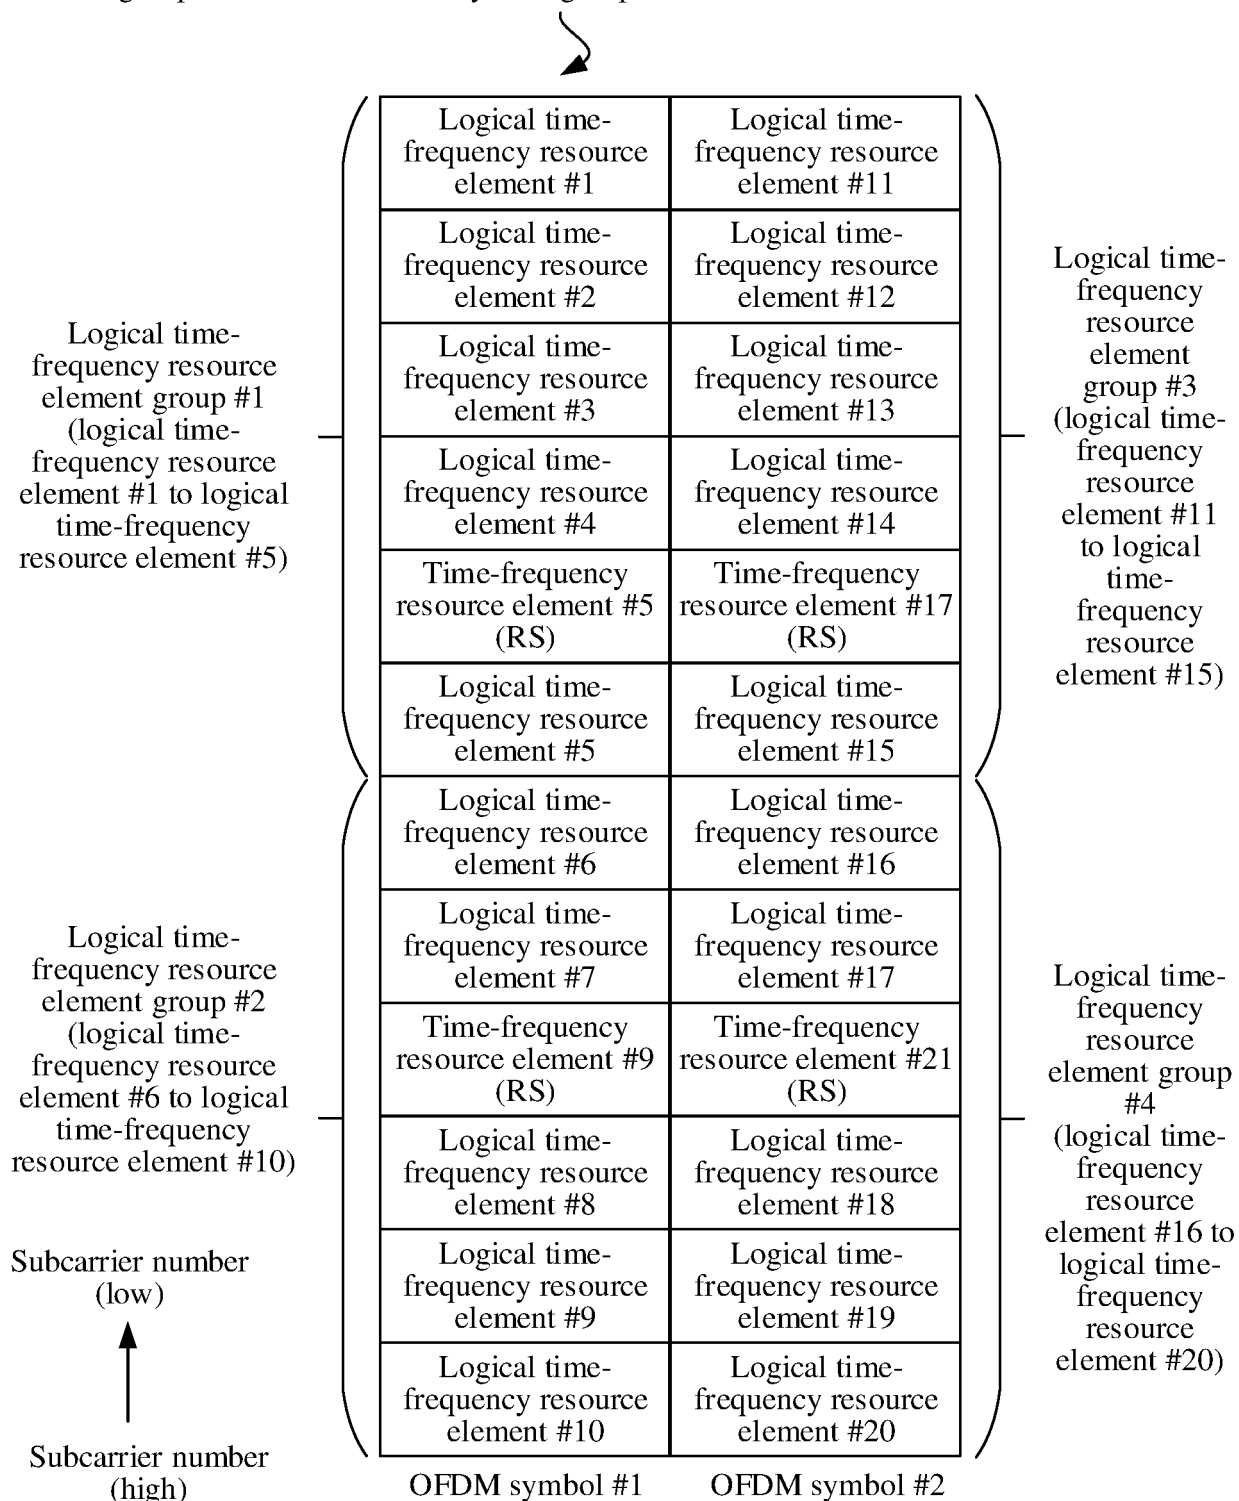 Logical time-
frequency resource
element group #1
(logical time-
frequency resource
element #1 to logical
time-frequency
resource element #5)
Logical time-
frequency resource
element group #2
(logical time-
frequency resource
element #6 to logical
time-frequency
resource element #10)
Subcarrier number
(low)
Subcarrier number
(high)
Logical time-
frequency resource
element #1
Logical time-
frequency resource
element #2
Logical time-
frequency resource
element #3
Logical time-
frequency resource
element #4
Time-frequency
resource element #5
(RS)
Logical time-
frequency resource
element #5
Logical time-
frequency resource
element #6
Logical time-
frequency resource
element #7
Time-frequency
resource element #9
(RS)
Logical time-
frequency resource
element #8
Logical time-
frequency resource
element #9
Logical time-
frequency resource
element #10
OFDM symbol #1
Logical time-
frequency resource
element #11
Logical time-
frequency resource
element #12
Logical time-
frequency resource
element #13
Logical time-
frequency resource
element #14
Time-frequency
resource element #17
(RS)
Logical time-
frequency resource
element #15
Logical time-
frequency resource
element #16
Logical time-
frequency resource
element #17
Time-frequency
resource element #21
(RS)
Logical time-
frequency resource
element #18
Logical time-
frequency resource
element #19
Logical time-
frequency resource
element #20
OFDM symbol #2
Logical time-
frequency
resource
element
group #3
(logical time-
frequency
resource
element #11
to logical
time-
frequency
resource
element #15)
Logical time-
frequency
resource
element group
#4
(logical time-
frequency
resource
element #16 to
logical time-
frequency
resource
element #20)